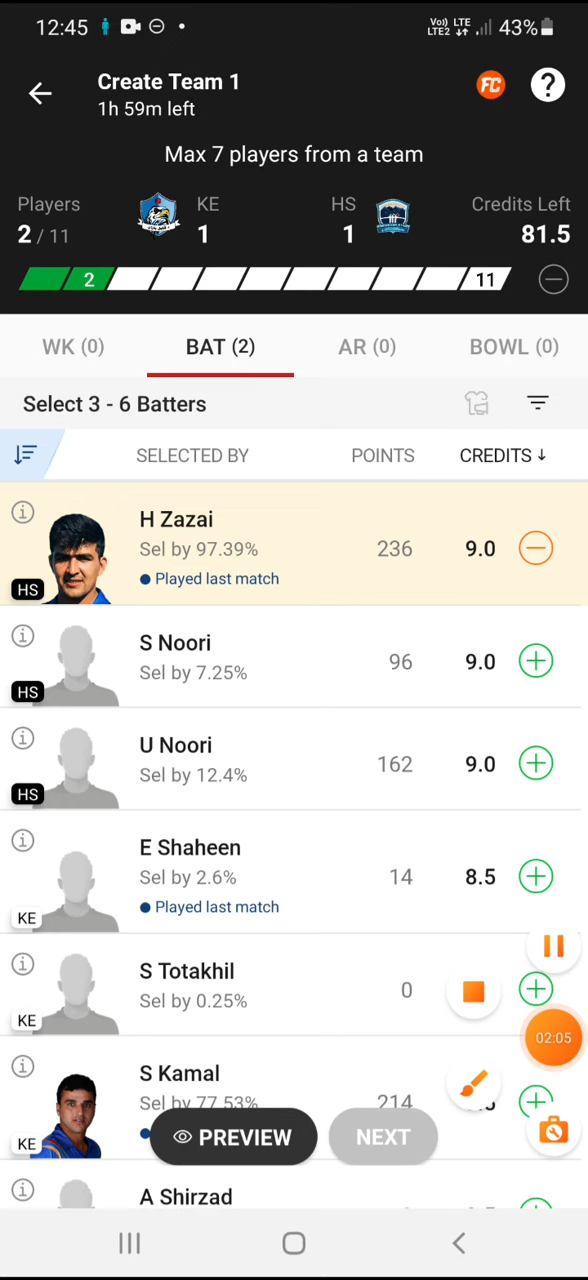 12:45
Vo)) LTE
LTE2
43%
Create Team 1
1h 59m left
FC
?
Max 7 players from a team
Players
KE
HS
Credits Left
2 / 11
1
1
81.5
2
11
WK (0)
BAT (2)
AR (0)
BOWL (0)
Select 3 - 6 Batters
SELECTED BY
POINTS
CREDITS ↓
H Zazai
Sel by 97.39%
236
9.0
Played last match
HS
S Noori
Sel by 7.25%
96
9.0
HS
U Noori
Sel by 12.4%
162
9.0
HS
E Shaheen
Sel by 2.6%
14
8.5
Played last match
KE
S Totakhil
Sel by 0.25%
0
KE
02:05
S Kamal
Sel by 77.53%
214
KE
PREVIEW
NEXT
A Shirzad